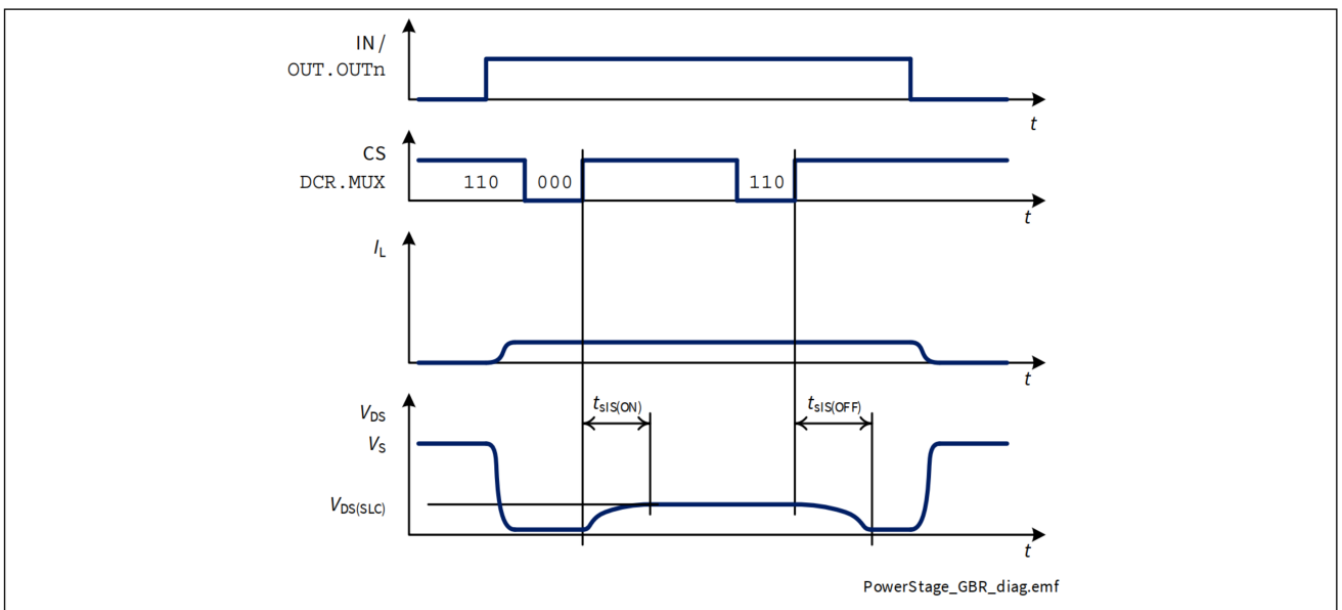 IN /
OUT.OUTn
t
CS
DCR.MUX 110 000 110
t
IL
t
tsIS(ON) tsIS(OFF)
VDS
VS
VDS(SLC)
t
PowerStage_GBR_diag.emf